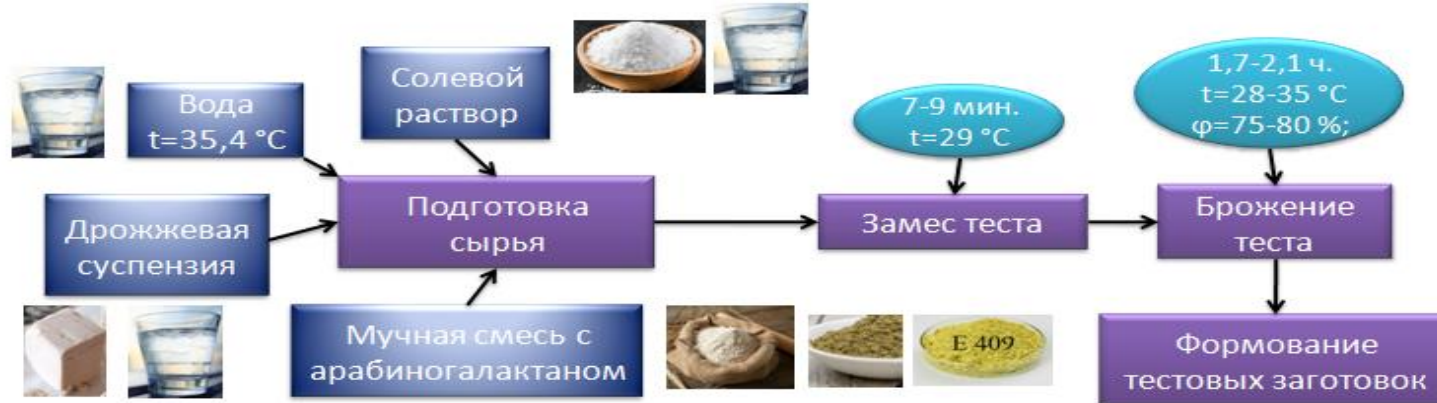 Вода
t=35,4 °C
Солевой
раствор
7-9 мин.
t=29 °C
1,7-2,1 ч.
t=28-35 °C
φ=75-80 %;
Дрожжевая
суспензия
Подготовка
сырья
Замес теста
Брожение
теста
Мучная смесь с
арабиногалактаном
E 409
Формование
тестовых заготовок